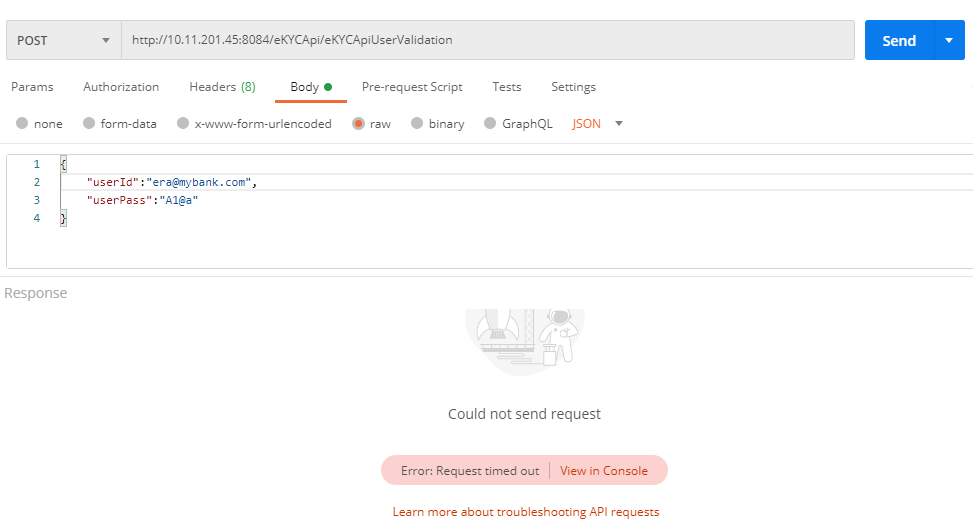 POST http://10.11.201.45:8084/eKYCApi/eKYCApiUserValidation Send
Params Authorization Headers (8) Body Pre-request Script Tests Settings
none form-data x-www-form-urlencoded raw binary GraphQL JSON
1 {
2 "userId":"era@mybank.com",
3 "userPass":"A1@a"
4 }
Response
Could not send request
Error: Request timed out View in Console
Learn more about troubleshooting API requests